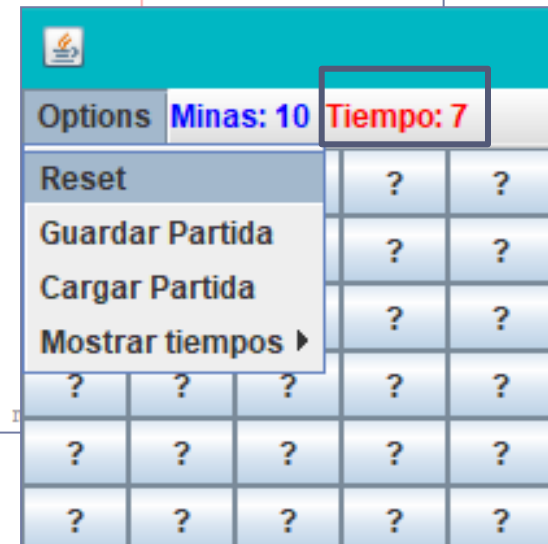 Options Minas: 10 Tiempo: 7
Reset ? ?
Guardar Partida ? ?
Cargar Partida ? ?
Mostrar tiempos
? ? ? ? ?
? ? ? ? ?
? ? ? ? ?